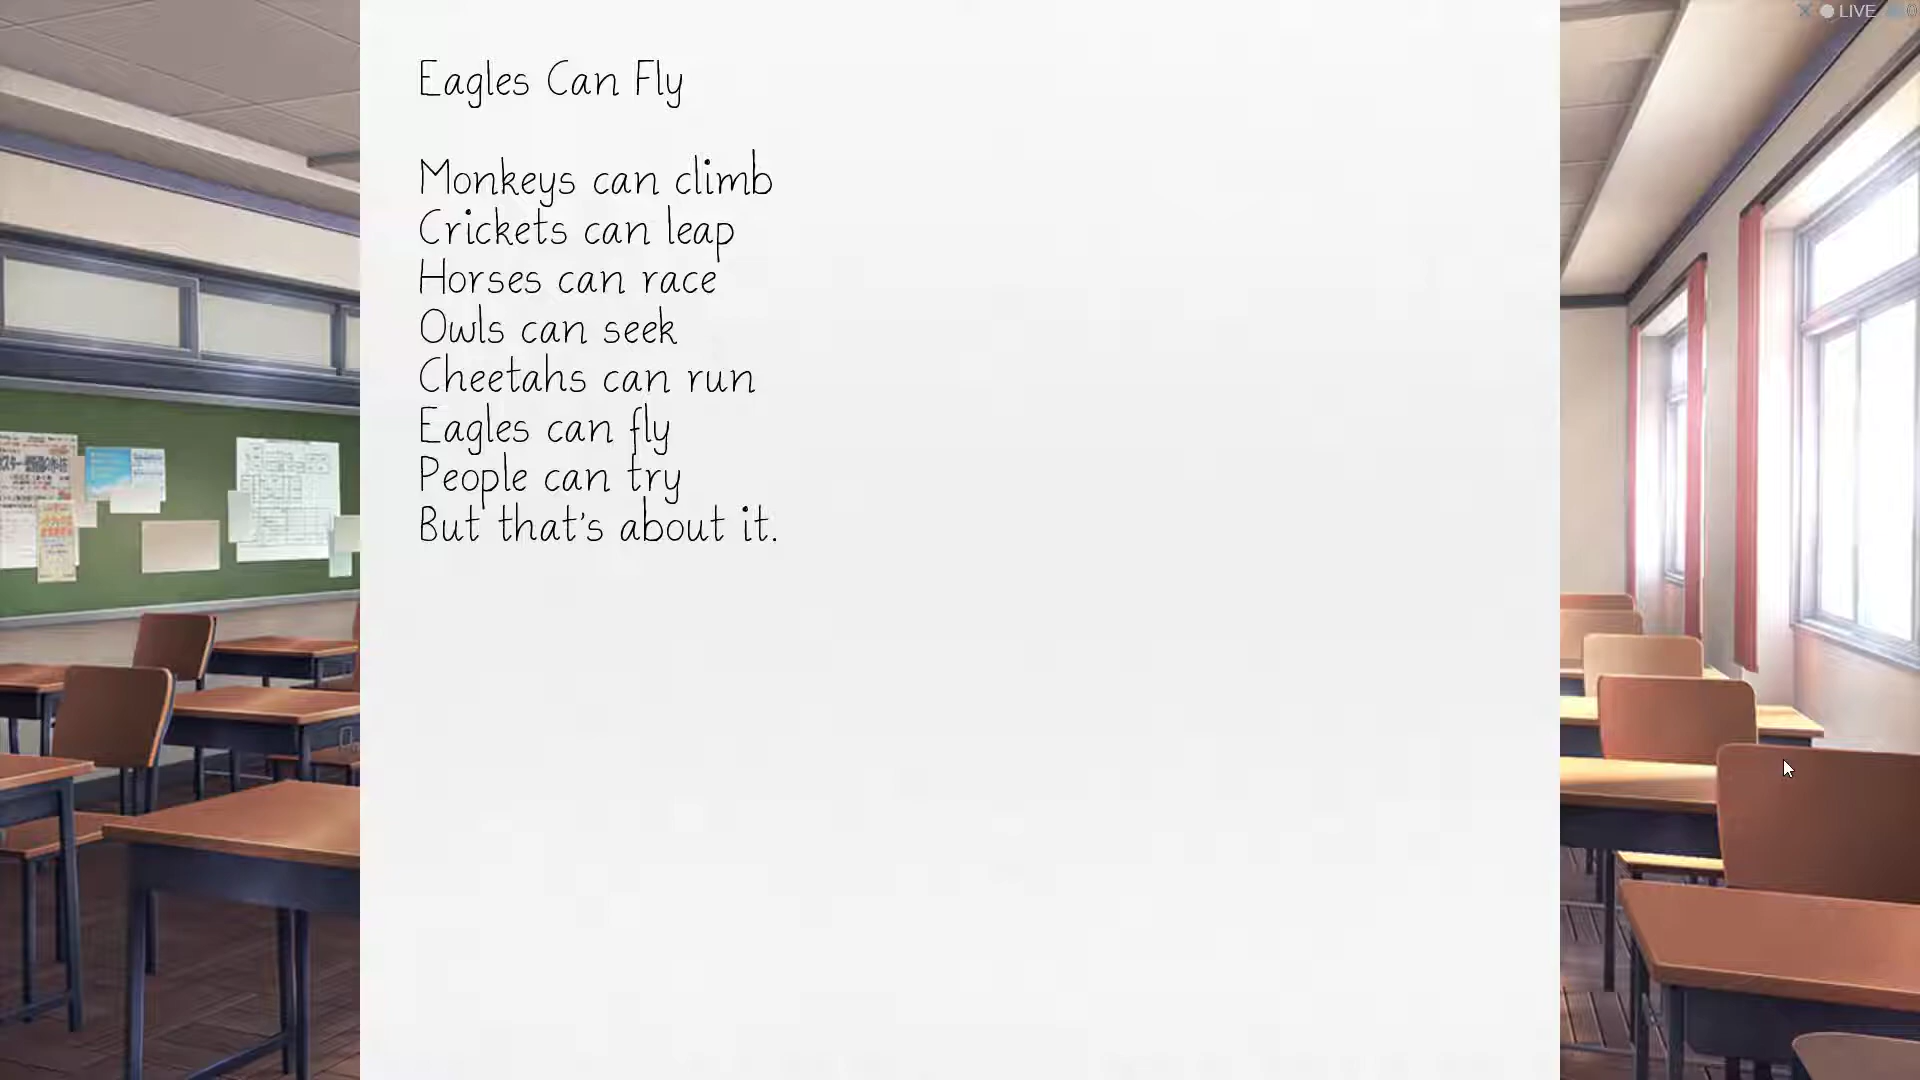 LIVE
Eagles Can Fly
Monkeys can climb
Crickets can leap
Horses can race
Owls can seek
Cheetahs can run
Eagles can fly
People can try
But that's about it.